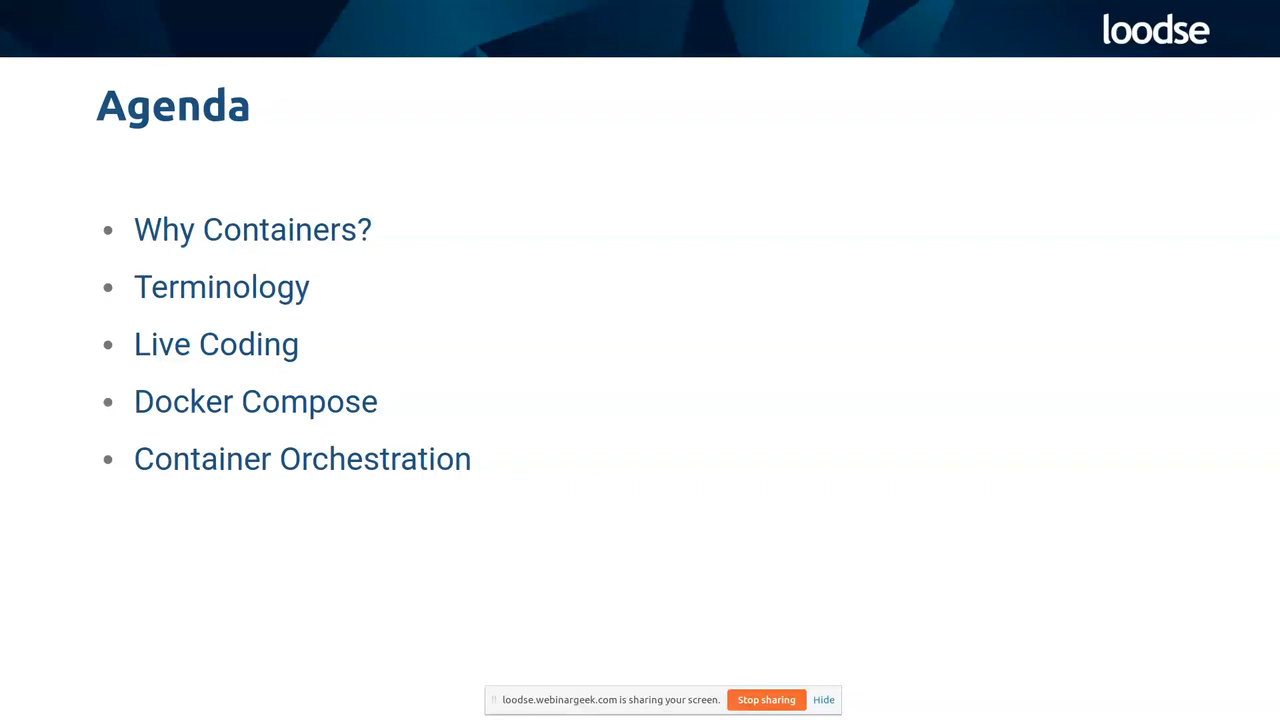 loodse
Agenda
• Why Containers?
• Terminology
• Live Coding
• Docker Compose
• Container Orchestration
loodse.webinargeek.com is sharing your screen. Stop sharing Hide